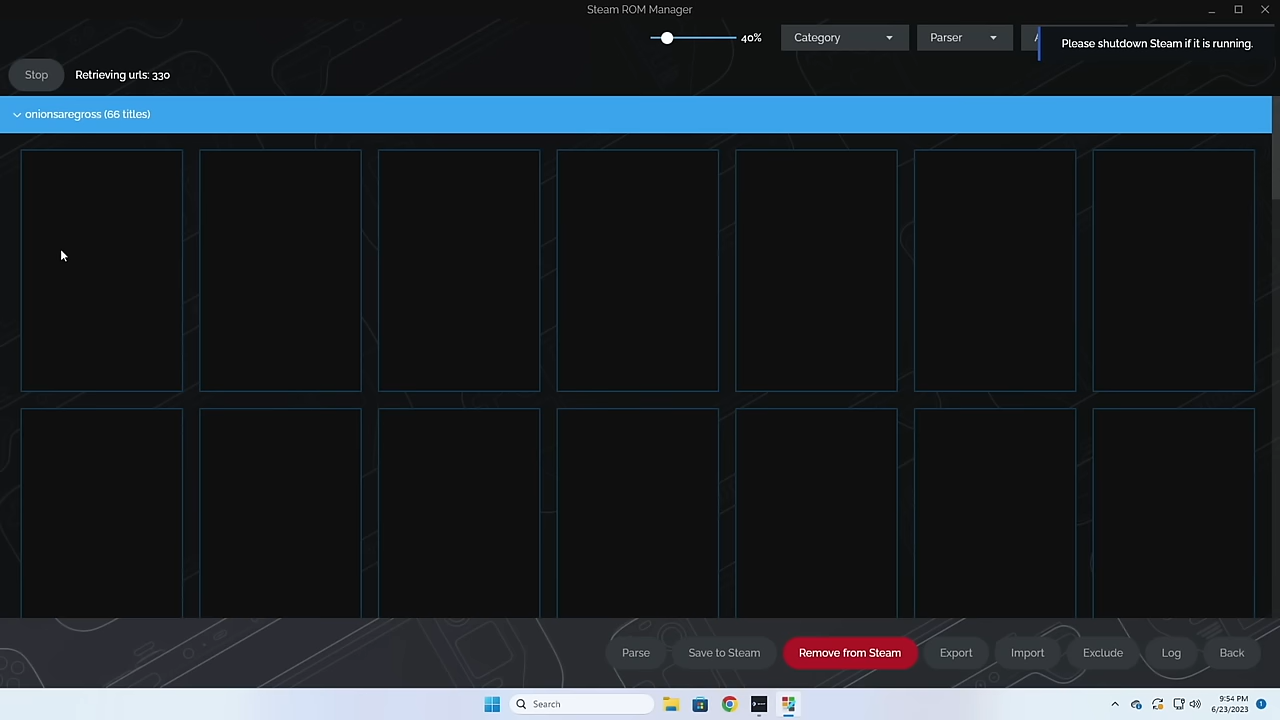 Steam ROM Manager
40%
Category
Parser
Please shutdown Steam if it is running.
Stop
Retrieving urls: 330
onionsaregross (66 titles)
Parse
Save to Steam
Remove from Steam
Export
Import
Exclude
Log
Back
Search
9:54 PM
6/23/2023
1